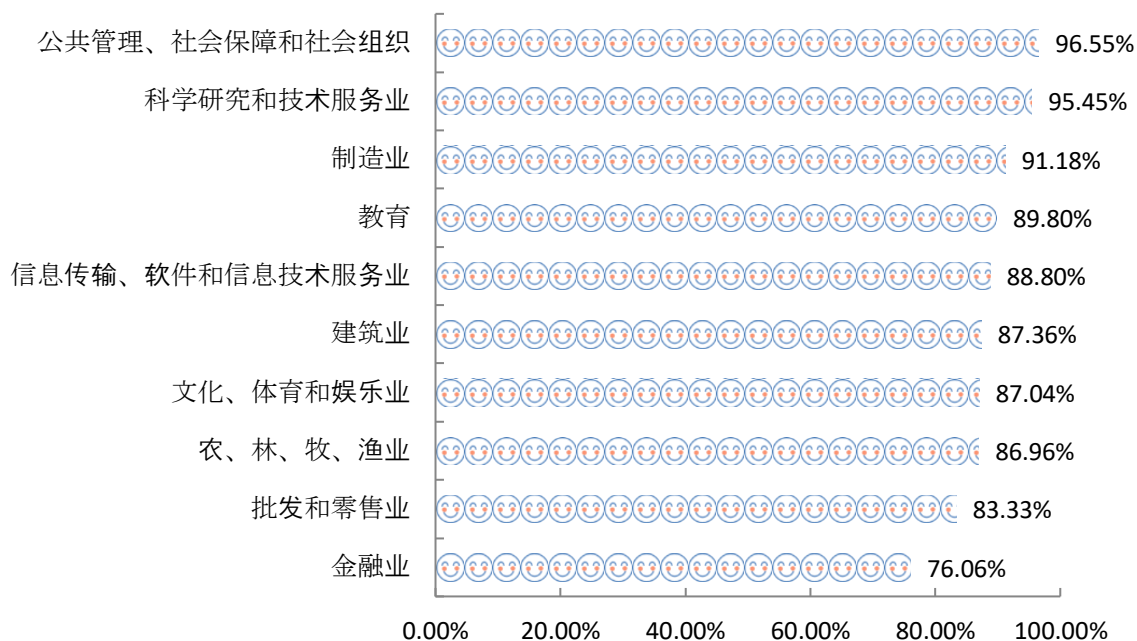 公共管理、社会保障和社会组织 96.55%
科学研究和技术服务业 95.45%
制造业 91.18%
教育 89.80%
信息传输、软件和信息技术服务业 88.80%
建筑业 87.36%
文化、体育和娱乐业 87.04%
农、林、牧、渔业 86.96%
批发和零售业 83.33%
金融业 76.06%
0.00% 20.00% 40.00% 60.00% 80.00% 100.00%